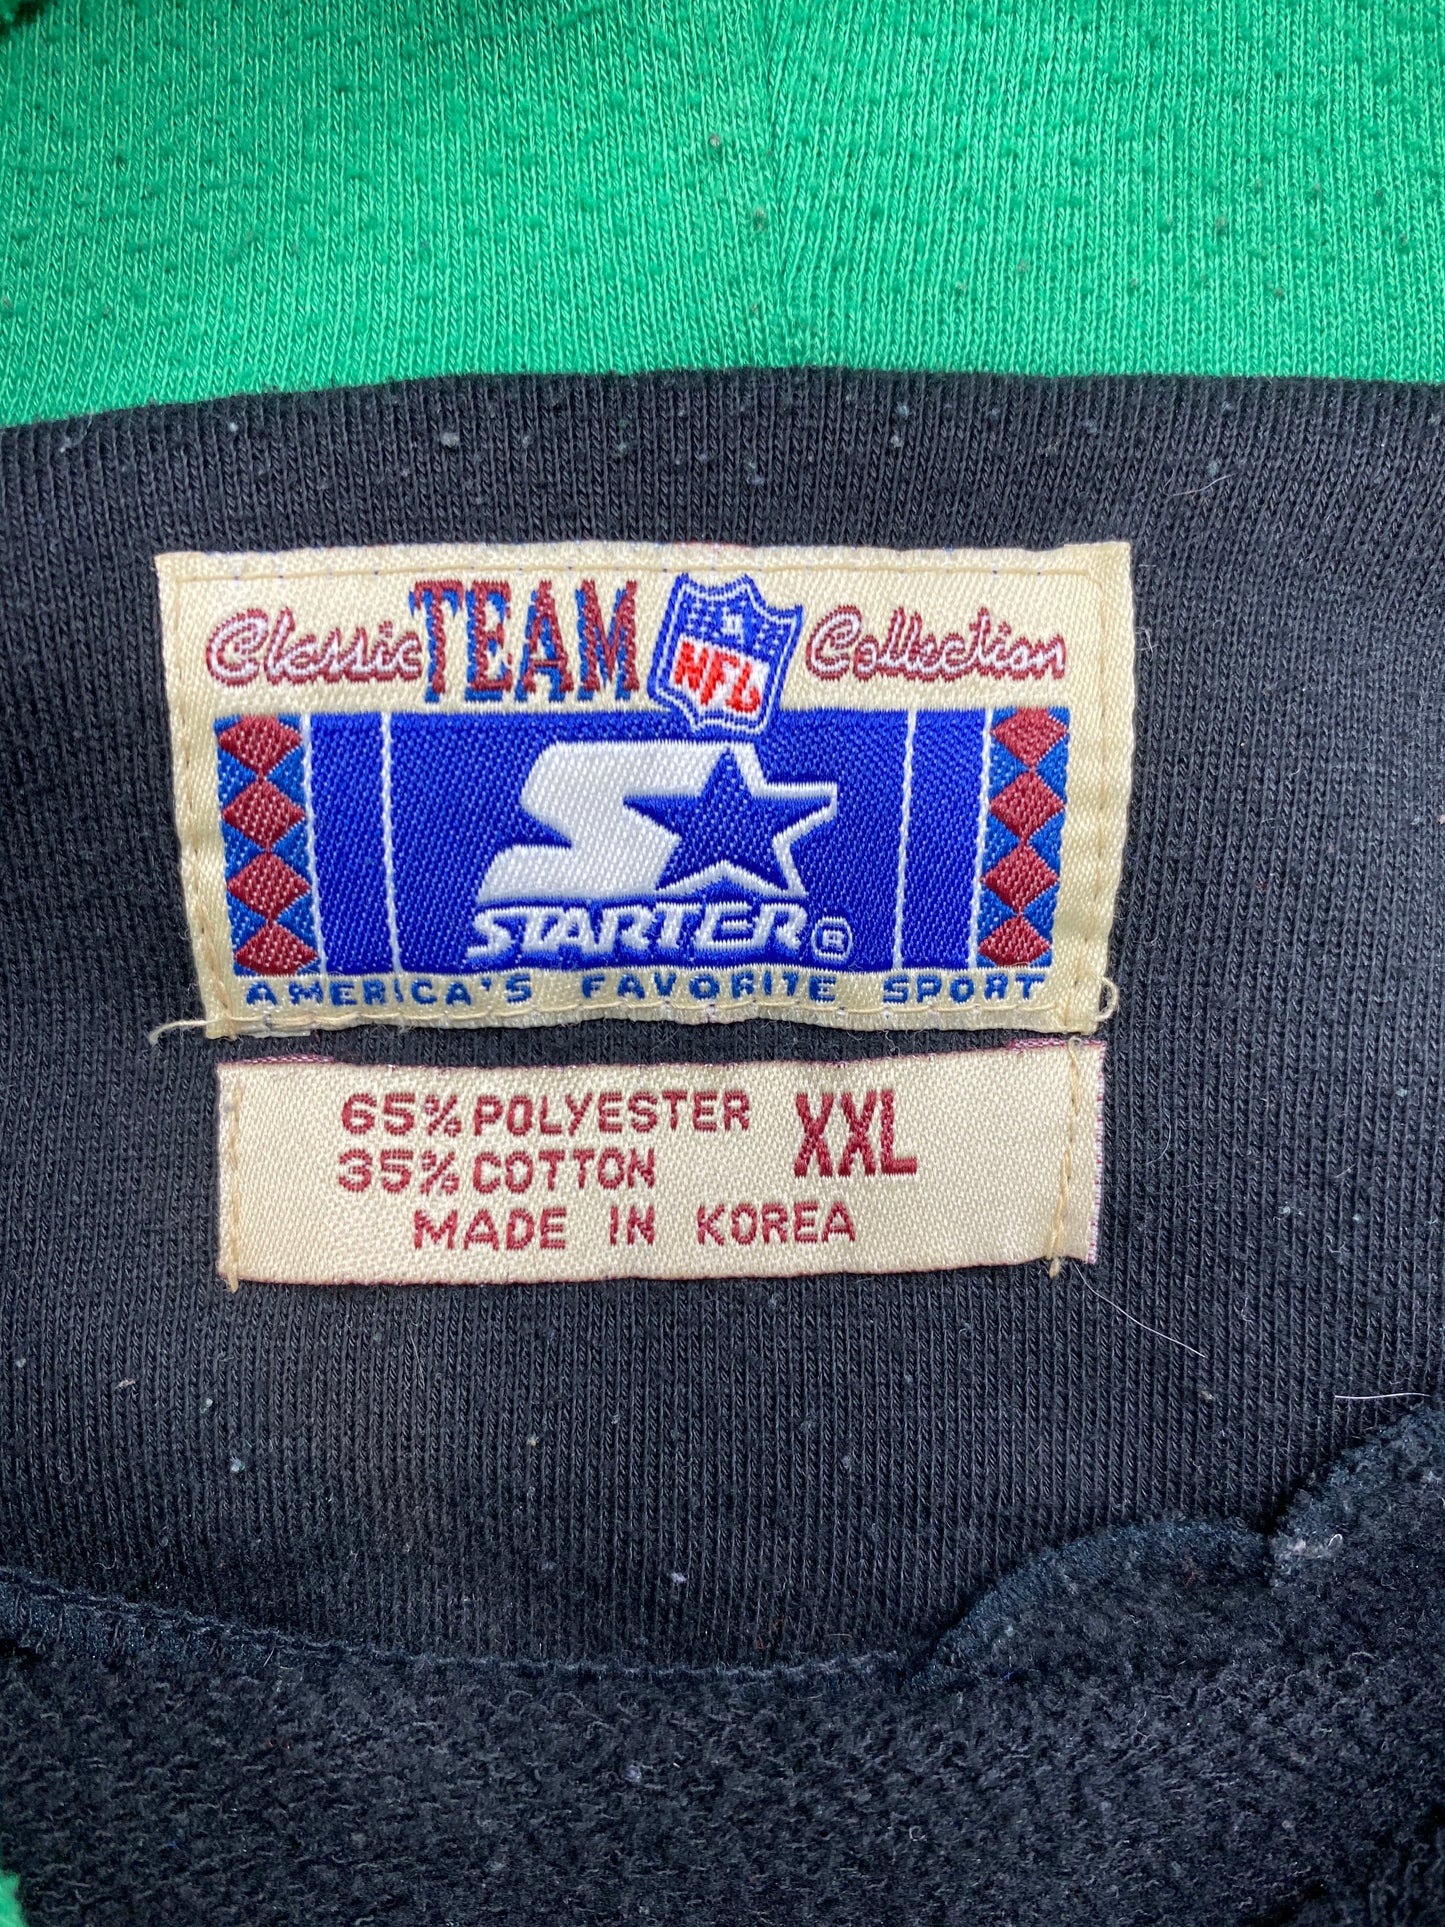 Classic TEAM NFL Collection
STARTER®
AMERICA'S FAVORITE SPORT
65% POLYESTER XXL
35% COTTON
MADE IN KOREA